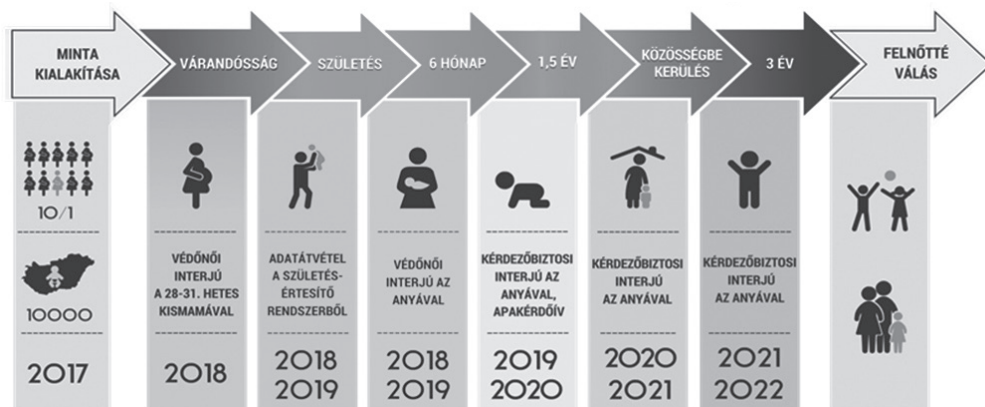 MINTA
KIALAKÍTÁSA
VÁRANDÓSSÁG
SZÜLETÉS
6 HÓNAP
1,5 ÉV
KÖZÖSSÉGBE
KERÜLÉS
3 ÉV
FELNŐTTÉ
VÁLÁS
10/1
10000
2017
VÉDŐNŐI
INTERJÚ
A 28-31. HETES
KISMAMÁVAL
2018
ADATÁTVÉTEL
A SZÜLETÉS-
ÉRTESÍTŐ
RENDSZERBŐL
2018
2019
VÉDŐNŐI
INTERJÚ AZ
ANYÁVAL
2018
2019
KÉRDEZŐBIZTOSI
INTERJÚ AZ
ANYÁVAL,
APAKÉRDŐÍV
2019
2020
KÉRDEZŐBIZTOSI
INTERJÚ
AZ ANYÁVAL
2020
2021
KÉRDEZŐBIZTOSI
INTERJÚ
AZ ANYÁVAL
2021
2022